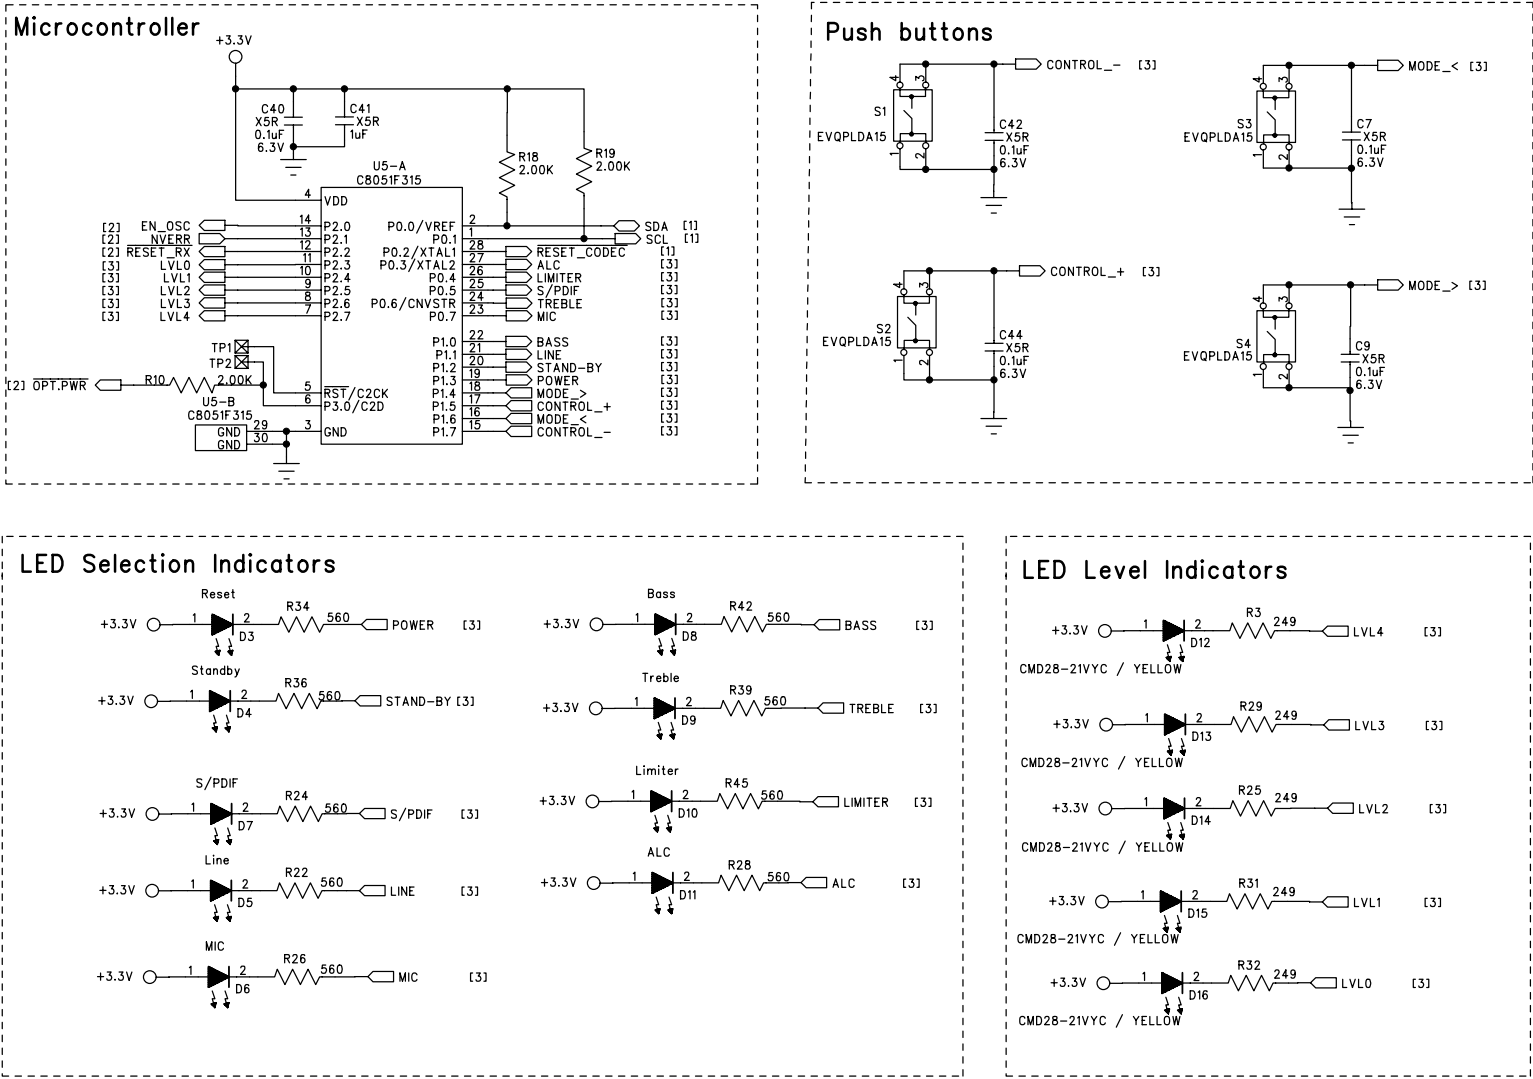 Microcontroller
+3.3V
C40
X5R
0.1uF
6.3V
C41
X5R
1uF
R18
2.00K
R19
2.00K
U5-A
C8051F315
4 VDD
[2] EN_OSC 14 P2.0
[2] NVERR 13 P2.1
[2] RESET_RX 12 P2.2
[3] LVL0 11 P2.3
[3] LVL1 10 P2.4
[3] LVL2 9 P2.5
[3] LVL3 8 P2.6
[3] LVL4 7 P2.7
P0.0/VREF 2 SDA [1]
P0.1 1 SCL [1]
P0.2/XTAL1 28 RESET_CODEC [1]
P0.3/XTAL2 27 ALC [3]
P0.4 26 LIMITER [3]
P0.5 25 S/PDIF [3]
P0.6/CNVSTR 24 TREBLE [3]
P0.7 23 MIC [3]
P1.0 22 BASS [3]
P1.1 21 LINE [3]
P1.2 20 STAND-BY [3]
P1.3 19 POWER [3]
P1.4 18 MODE_> [3]
P1.5 17 CONTROL_+ [3]
P1.6 16 MODE_< [3]
P1.7 15 CONTROL_- [3]
TP1
TP2
[2] OPT.PWR R10 2.00K
5 RST/C2CK
6 P3.0/C2D
U5-B
C8051F315
GND 29 3 GND
GND 30
Push buttons
4 3 CONTROL_- [3]
S1
EVQPLDA15
1 2
C42
X5R
0.1uF
6.3V
4 3 MODE_< [3]
S3
EVQPLDA15
1 2
C7
X5R
0.1uF
6.3V
4 3 CONTROL_+ [3]
S2
EVQPLDA15
1 2
C44
X5R
0.1uF
6.3V
4 3 MODE_> [3]
S4
EVQPLDA15
1 2
C9
X5R
0.1uF
6.3V
LED Selection Indicators
Reset
+3.3V 1 2 D3 R34 560 POWER [3]
Standby
+3.3V 1 2 D4 R36 560 STAND-BY [3]
S/PDIF
+3.3V 1 2 D7 R24 560 S/PDIF [3]
Line
+3.3V 1 2 D5 R22 560 LINE [3]
MIC
+3.3V 1 2 D6 R26 560 MIC [3]
Bass
+3.3V 1 2 D8 R42 560 BASS [3]
Treble
+3.3V 1 2 D9 R39 560 TREBLE [3]
Limiter
+3.3V 1 2 D10 R45 560 LIMITER [3]
ALC
+3.3V 1 2 D11 R28 560 ALC [3]
LED Level Indicators
+3.3V 1 2 D12 R3 249 LVL4 [3]
CMD28-21VYC / YELLOW
+3.3V 1 2 D13 R29 249 LVL3 [3]
CMD28-21VYC / YELLOW
+3.3V 1 2 D14 R25 249 LVL2 [3]
CMD28-21VYC / YELLOW
+3.3V 1 2 D15 R31 249 LVL1 [3]
CMD28-21VYC / YELLOW
+3.3V 1 2 D16 R32 249 LVL0 [3]
CMD28-21VYC / YELLOW